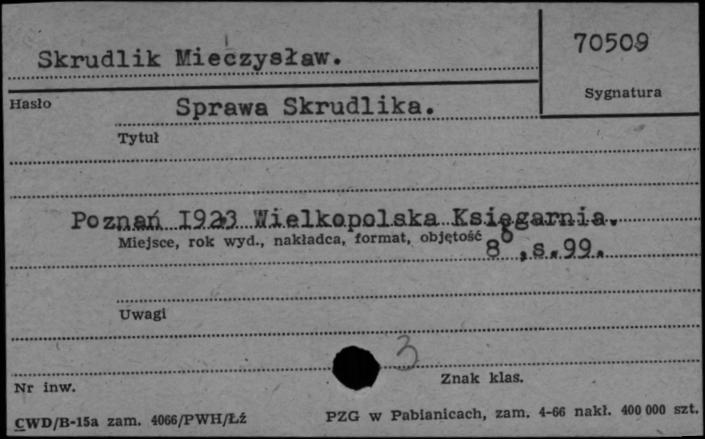 Skrudlik Mieczysław.
70509
Sygnatura
Hasło
Sprawa Skrudlika.
Tytuł
Poznań I923 Wielkopolska Księgarnia.
Miejsce, rok wyd., nakładca, format, objętość
8°,s.99.
Uwagi
3
Nr inw.
Znak klas.
CWD/B-15a zam. 4066/PWH/Łź
PZG w Pabianicach, zam. 4-66 nakł. 400 000 szt.